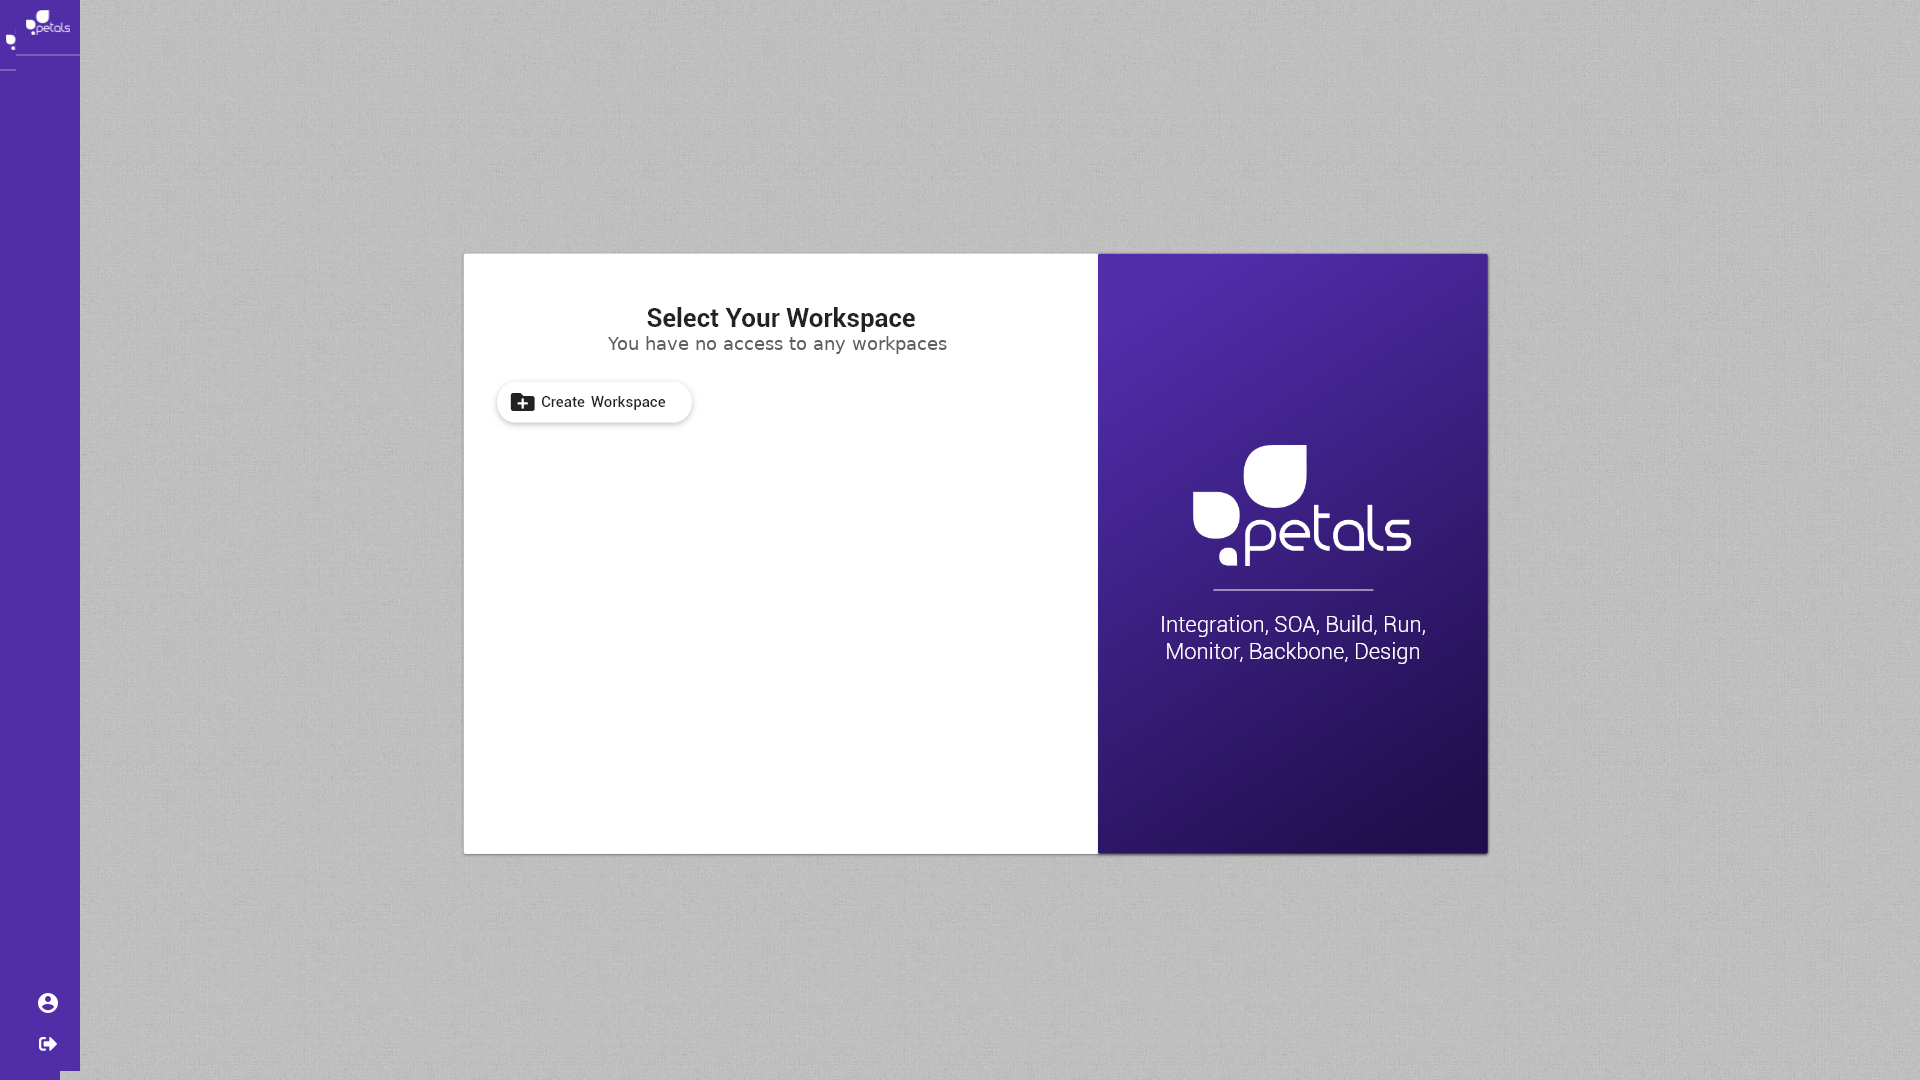 petals
Select Your Workspace
You have no access to any workpaces
Create Workspace
petals
Integration, SOA, Build, Run,
Monitor, Backbone, Design